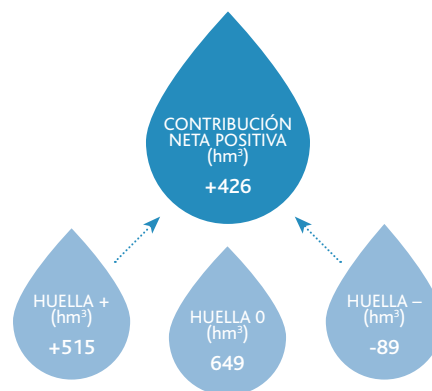 CONTRIBUCIÓN
NETA POSITIVA
(hm³)
+426
HUELLA +
(hm³)
+515
HUELLA 0
(hm³)
649
HUELLA –
(hm³)
-89